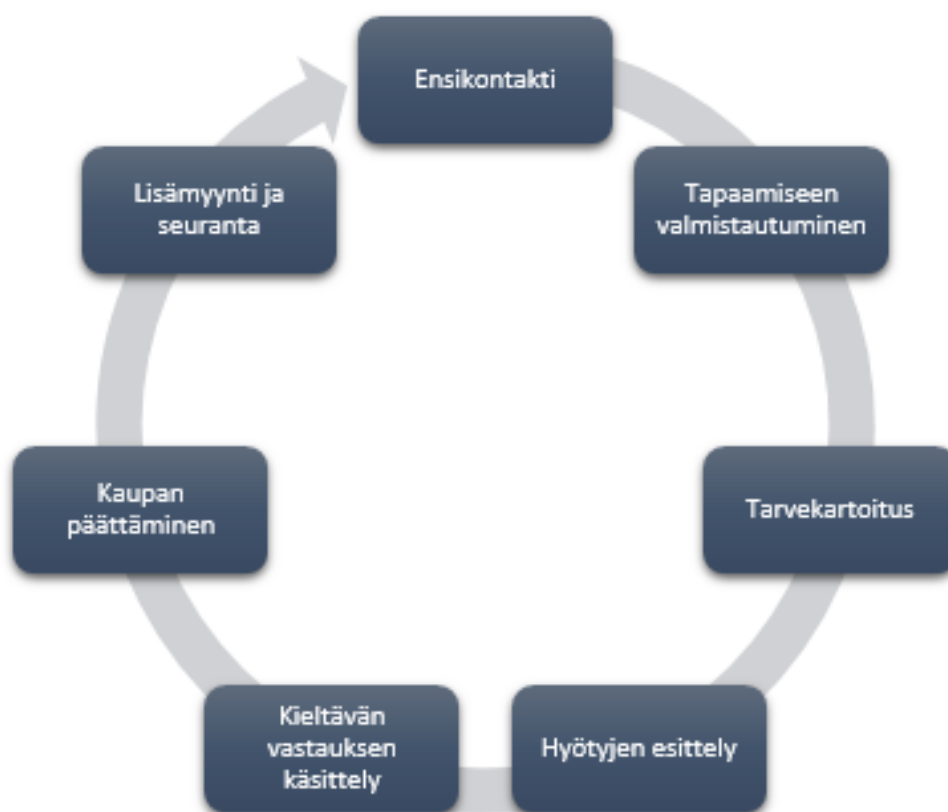 Ensikontakti
Tapaamiseen
valmistautuminen
Tarvekartoitus
Hyötyjen esittely
Kieltävän
vastauksen
käsittely
Kaupan
päättäminen
Lisämyynti ja
seuranta